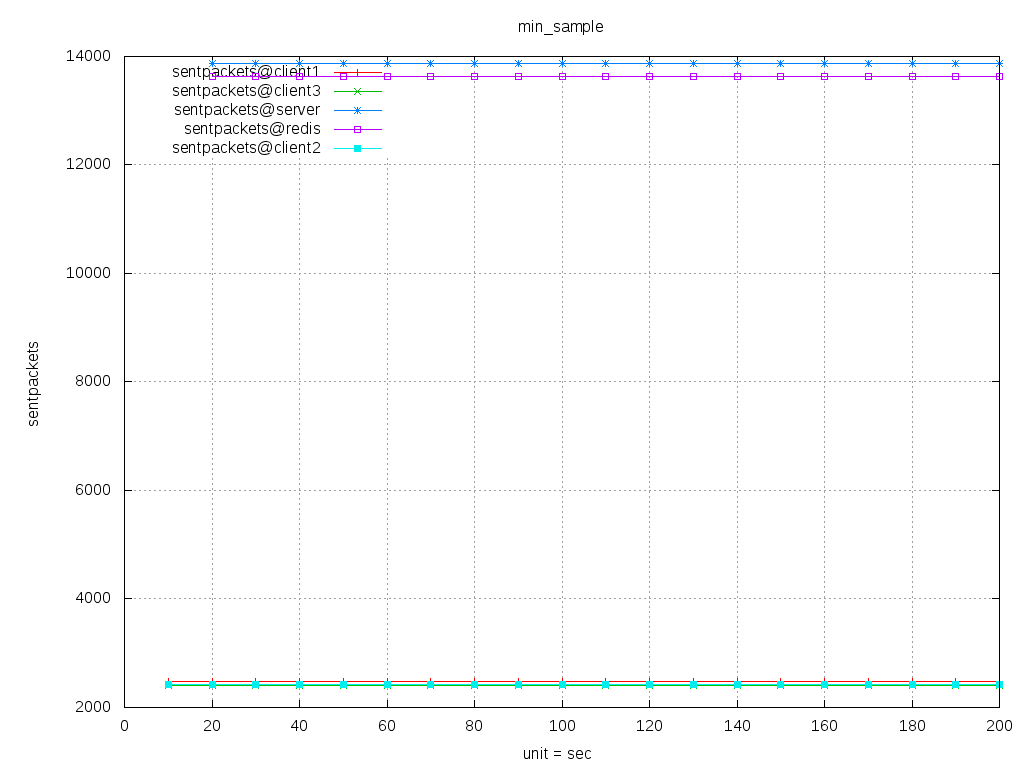 min_sample
14000
12000
10000
8000
6000
4000
2000
sentpackets@client1
sentpackets@client3
sentpackets@server
sentpackets@redis
sentpackets@client2
sentpackets
0 20 40 60 80 100 120 140 160 180 200
unit = sec